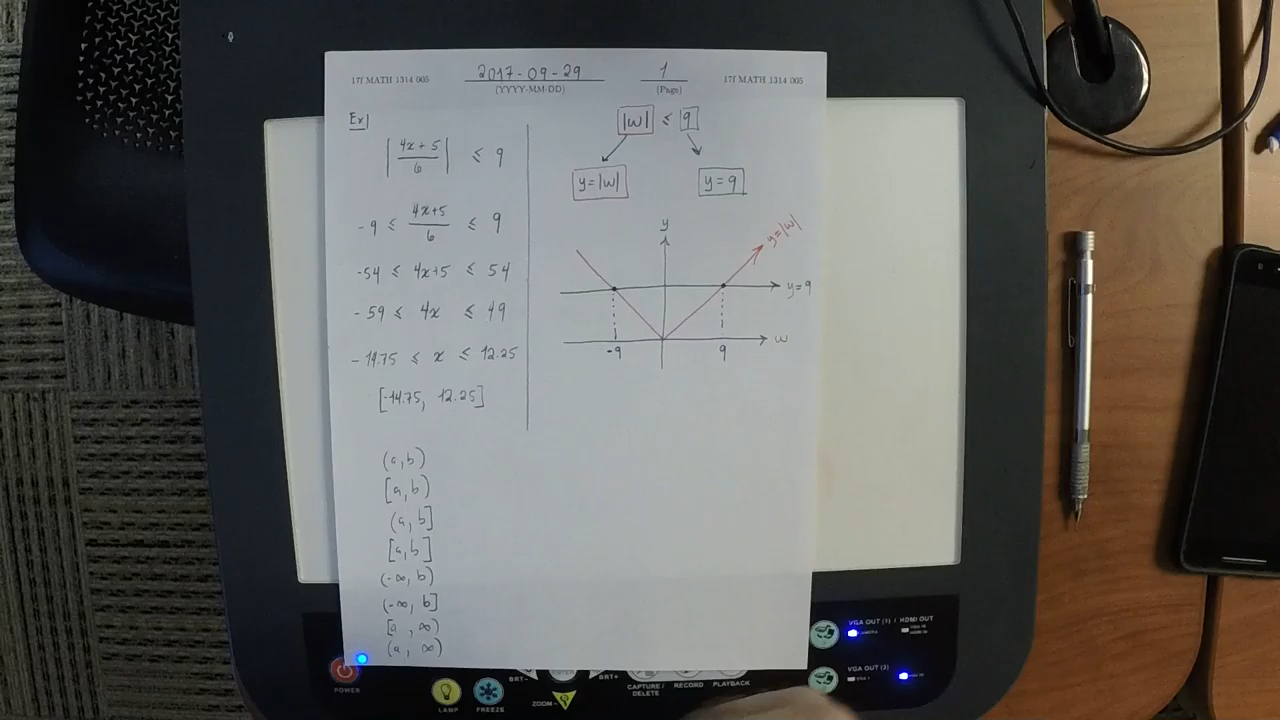 17f MATH 1314 005
2017-09-29
(YYYY-MM-DD)
1
(Page)
17f MATH 1314 005
Ex1
|(4x+5)/6| ≤ 9
-9 ≤ (4x+5)/6 ≤ 9
-54 ≤ 4x+5 ≤ 54
-59 ≤ 4x ≤ 49
-14.75 ≤ x ≤ 12.25
[-14.75, 12.25]
(a,b)
[a,b)
(a,b]
[a,b]
(-∞,b)
(-∞,b]
[a,∞)
(a,∞)
|w| ≤ 9
y=|w|
y=9
y
y=|w|
y=9
w
-9
9
VGA OUT (1) / HDMI OUT
VGA OUT (2)
POWER
LAMP
FREEZE
BRT-
BRT+
ZOOM-
CAPTURE /
DELETE
RECORD
PLAYBACK